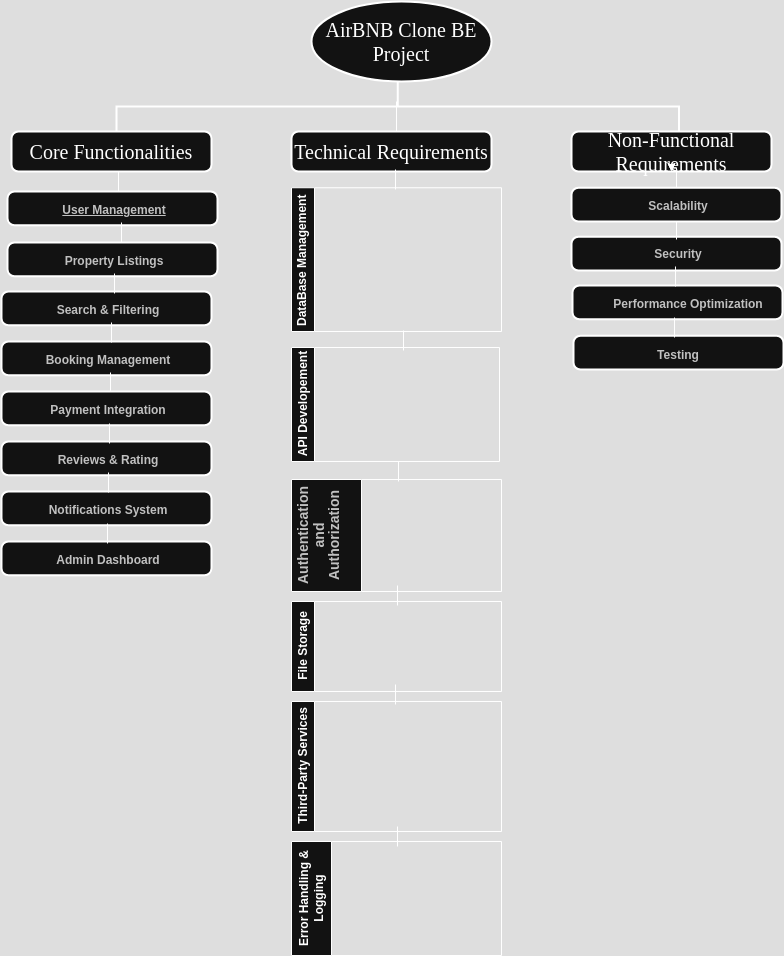 AirBNB Clone BE
Project
Core Functionalities
Technical Requirements
Non-Functional
Requirements
User Management
Property Listings
Search & Filtering
Booking Management
Payment Integration
Reviews & Rating
Notifications System
Admin Dashboard
DataBase Management
API Developement
Authentication
and
Authorization
File Storage
Third-Party Services
Error Handling &
Logging
Scalability
Security
Performance Optimization
Testing